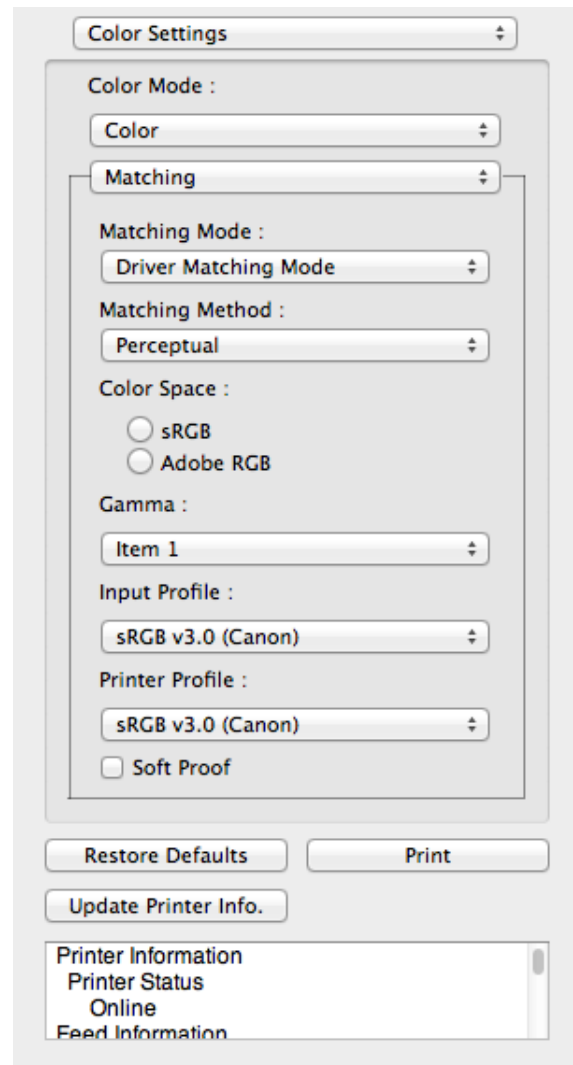 Color Settings
Color Mode :
Color
Matching
Matching Mode :
Driver Matching Mode
Matching Method :
Perceptual
Color Space :
sRGB
Adobe RGB
Gamma :
Item 1
Input Profile :
sRGB v3.0 (Canon)
Printer Profile :
sRGB v3.0 (Canon)
Soft Proof
Restore Defaults Print
Update Printer Info.
Printer Information
Printer Status
Online
Feed Information